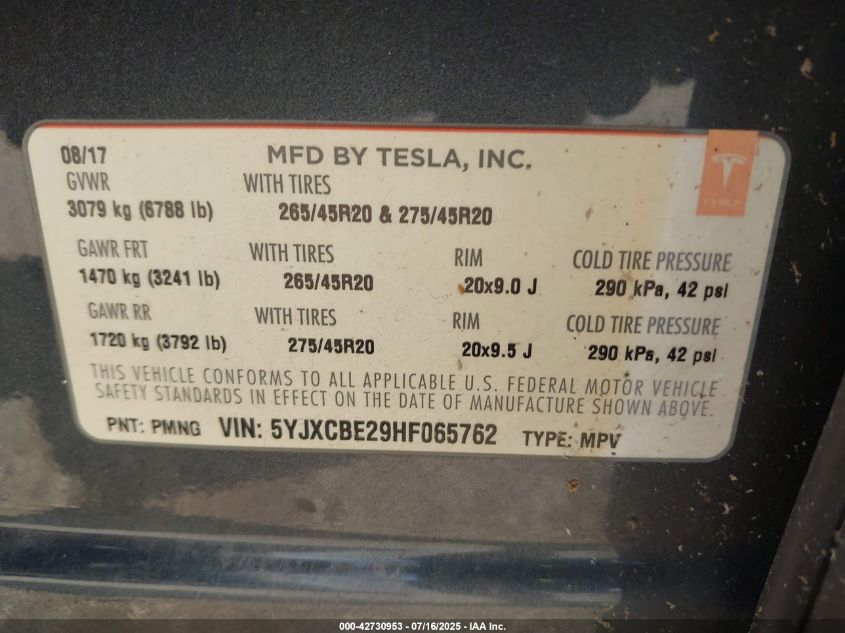 08/17 MFD BY TESLA, INC.
GVWR WITH TIRES
3079 kg (6788 lb) 265/45R20 & 275/45R20
GAWR FRT WITH TIRES RIM COLD TIRE PRESSURE
1470 kg (3241 lb) 265/45R20 20x9.0 J 290 kPa, 42 psi
GAWR RR WITH TIRES RIM COLD TIRE PRESSURE
1720 kg (3792 lb) 275/45R20 20x9.5 J 290 kPa, 42 psi
THIS VEHICLE CONFORMS TO ALL APPLICABLE U.S. FEDERAL MOTOR VEHICLE
SAFETY STANDARDS IN EFFECT ON THE DATE OF MANUFACTURE SHOWN ABOVE.
PNT: PMNG VIN: 5YJXCBE29HF065762 TYPE: MPV
TESLA
000-42730953 - 07/16/2025 - IAA Inc.